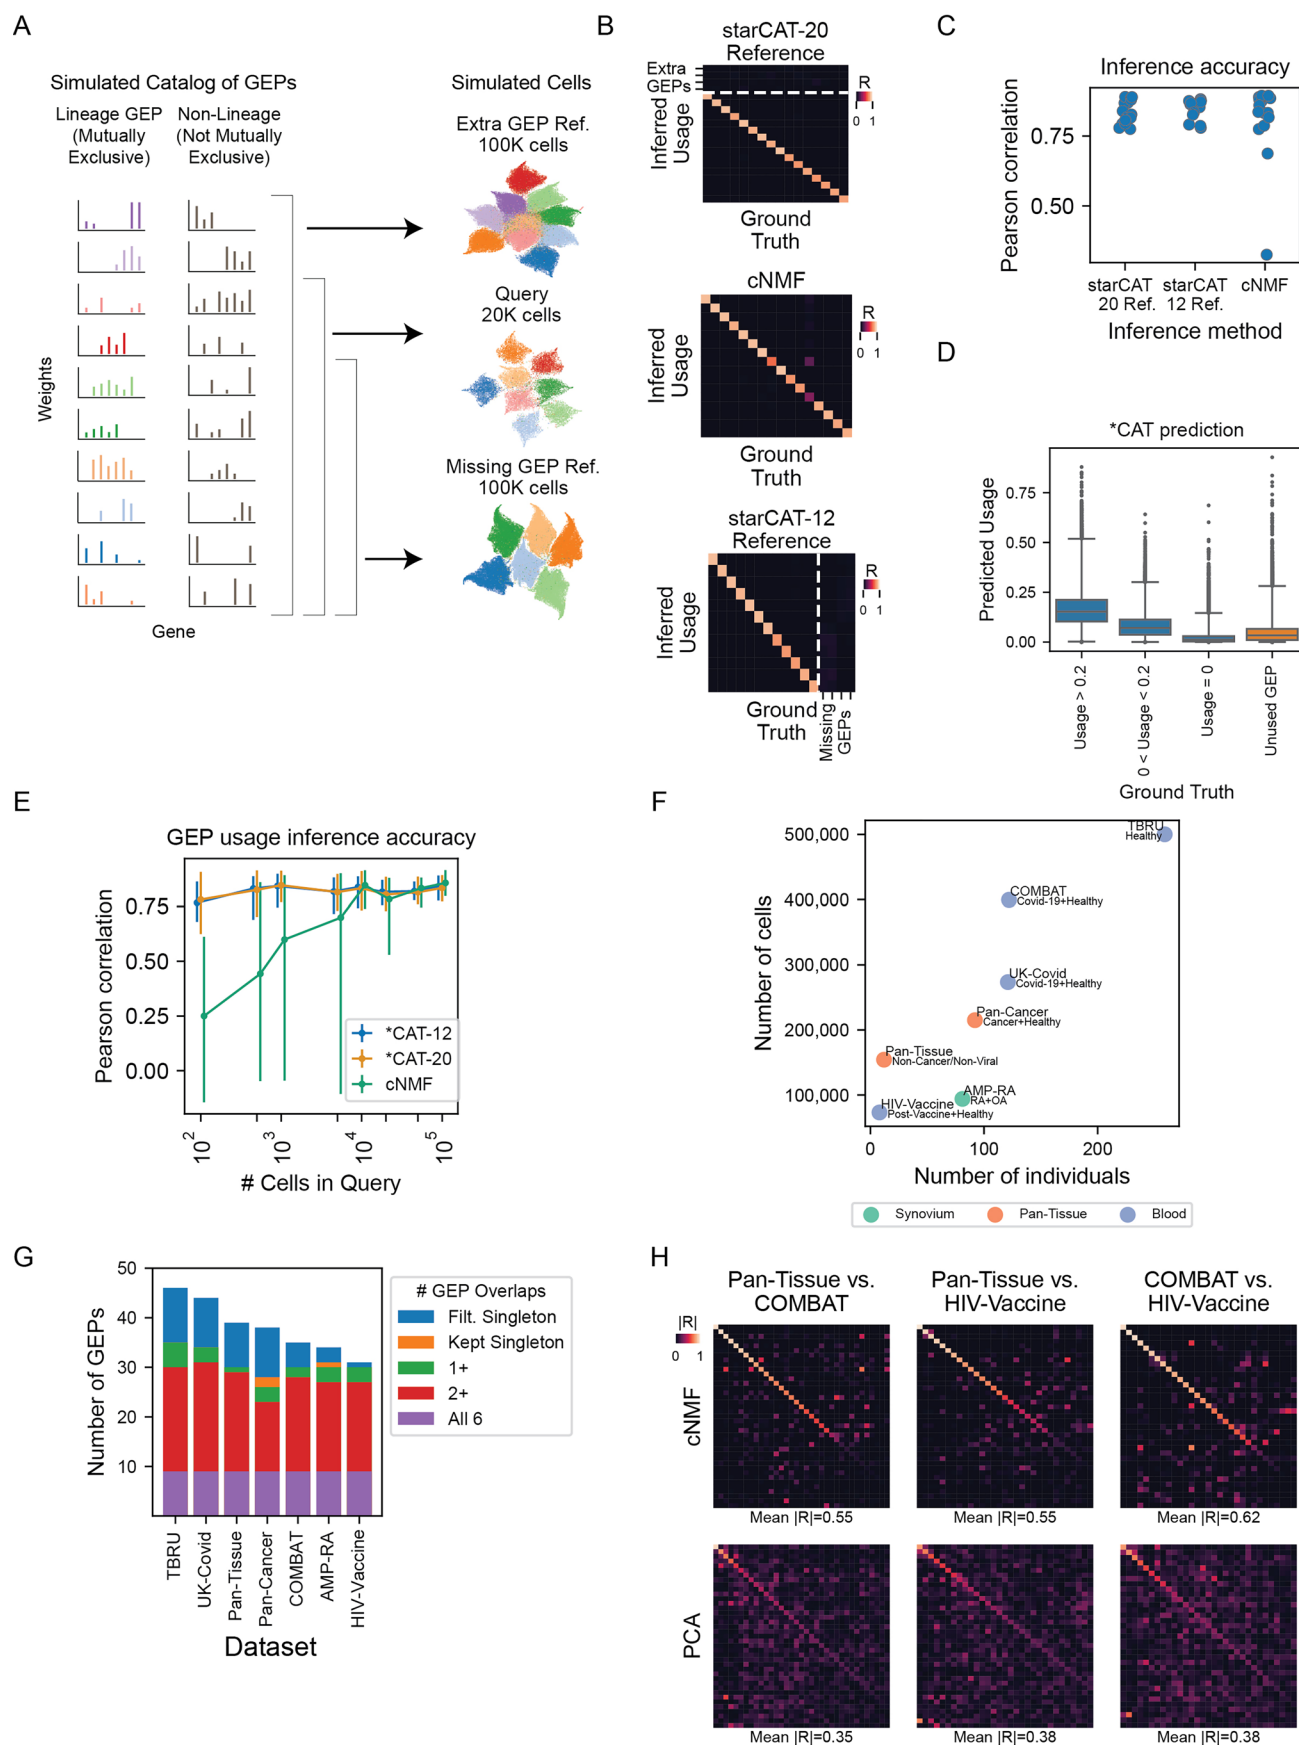 A
Simulated Catalog of GEPs
Lineage GEP
(Mutually
Exclusive)
Non-Lineage
(Not Mutually
Exclusive)
Weights
Gene
Simulated Cells
Extra GEP Ref.
100K cells
Query
20K cells
Missing GEP Ref.
100K cells
B
starCAT-20
Reference
Extra
GEPs
Inferred
Usage
Ground
Truth
R
0 1
cNMF
Inferred
Usage
Ground
Truth
R
0 1
starCAT-12
Reference
Inferred
Usage
Ground
Truth
Missing
GEPs
R
0 1
C
Inference accuracy
Pearson correlation
0.75
0.50
starCAT
20 Ref.
starCAT
12 Ref.
cNMF
Inference method
D
*CAT prediction
Predicted Usage
0.75
0.50
0.25
0.00
Usage > 0.2
0 < Usage < 0.2
Usage = 0
Unused GEP
Ground Truth
E
GEP usage inference accuracy
Pearson correlation
0.75
0.50
0.25
0.00
*CAT-12
*CAT-20
cNMF
10^2
10^3
10^4
10^5
# Cells in Query
F
Number of cells
500,000
400,000
300,000
200,000
100,000
TBRU
Healthy
COMBAT
Covid-19+Healthy
UK-Covid
Covid-19+Healthy
Pan-Cancer
Cancer+Healthy
Pan-Tissue
Non-Cancer/Non-Viral
AMP-RA
RA+OA
HIV-Vaccine
Post-Vaccine+Healthy
0 100 200
Number of individuals
Synovium Pan-Tissue Blood
G
Number of GEPs
50
40
30
20
10
TBRU
UK-Covid
Pan-Tissue
Pan-Cancer
COMBAT
AMP-RA
HIV-Vaccine
Dataset
# GEP Overlaps
Filt. Singleton
Kept Singleton
1+
2+
All 6
H
Pan-Tissue vs.
COMBAT
Pan-Tissue vs.
HIV-Vaccine
COMBAT vs.
HIV-Vaccine
|R|
0 1
cNMF
Mean |R|=0.55
Mean |R|=0.55
Mean |R|=0.62
PCA
Mean |R|=0.35
Mean |R|=0.38
Mean |R|=0.38